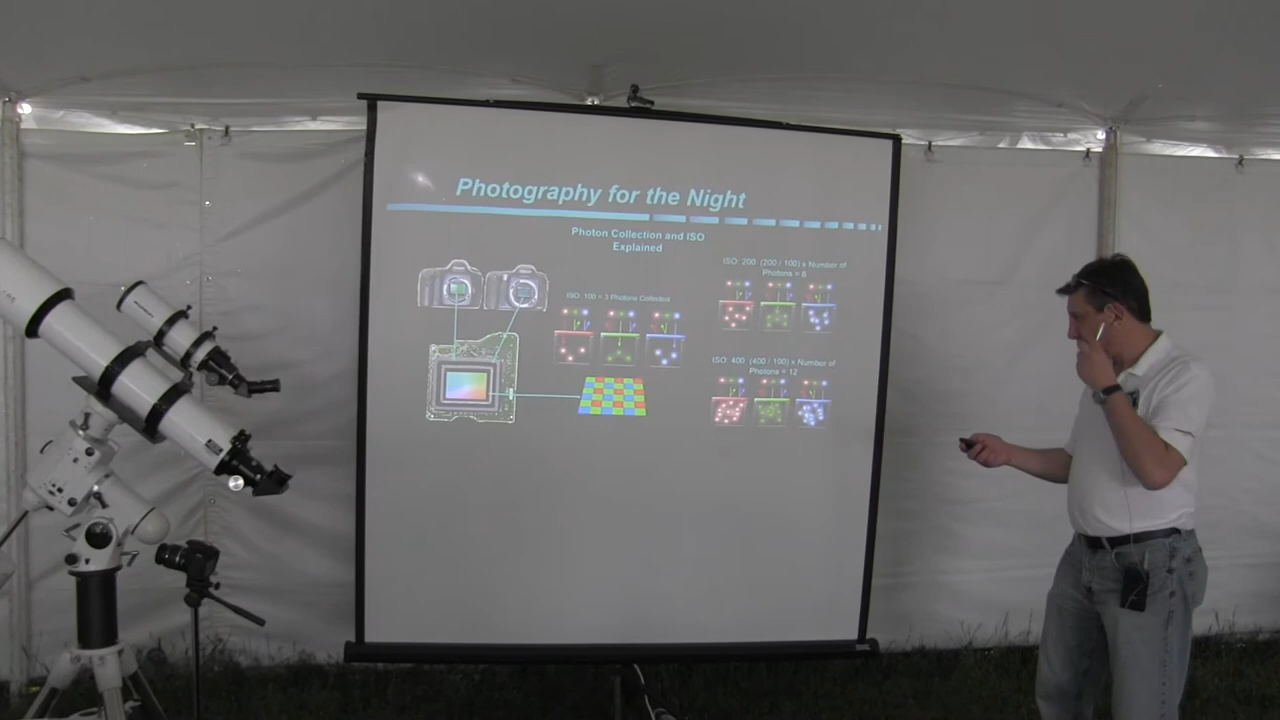 Photography for the Night
Photon Collection and ISO
Explained
ISO: 100 = 3 Photons Collected
ISO: 200 (200 / 100) x Number of
Photons = 6
ISO: 400 (400 / 100) x Number of
Photons = 12